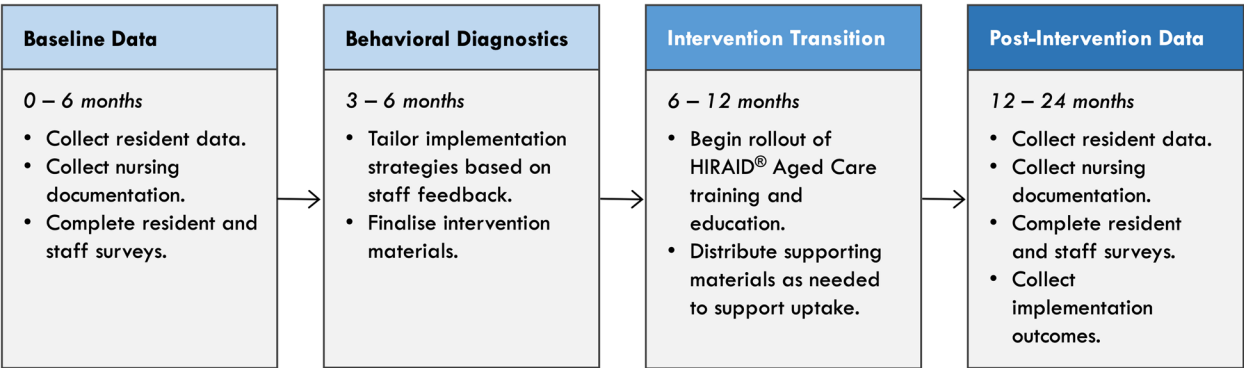 Baseline Data
0 – 6 months
• Collect resident data.
• Collect nursing
documentation.
• Complete resident and
staff surveys.
Behavioral Diagnostics
3 – 6 months
• Tailor implementation
strategies based on
staff feedback.
• Finalise intervention
materials.
Intervention Transition
6 – 12 months
• Begin rollout of
HIRAID® Aged Care
training and
education.
• Distribute supporting
materials as needed
to support uptake.
Post-Intervention Data
12 – 24 months
• Collect resident data.
• Collect nursing
documentation.
• Complete resident
and staff surveys.
• Collect
implementation
outcomes.